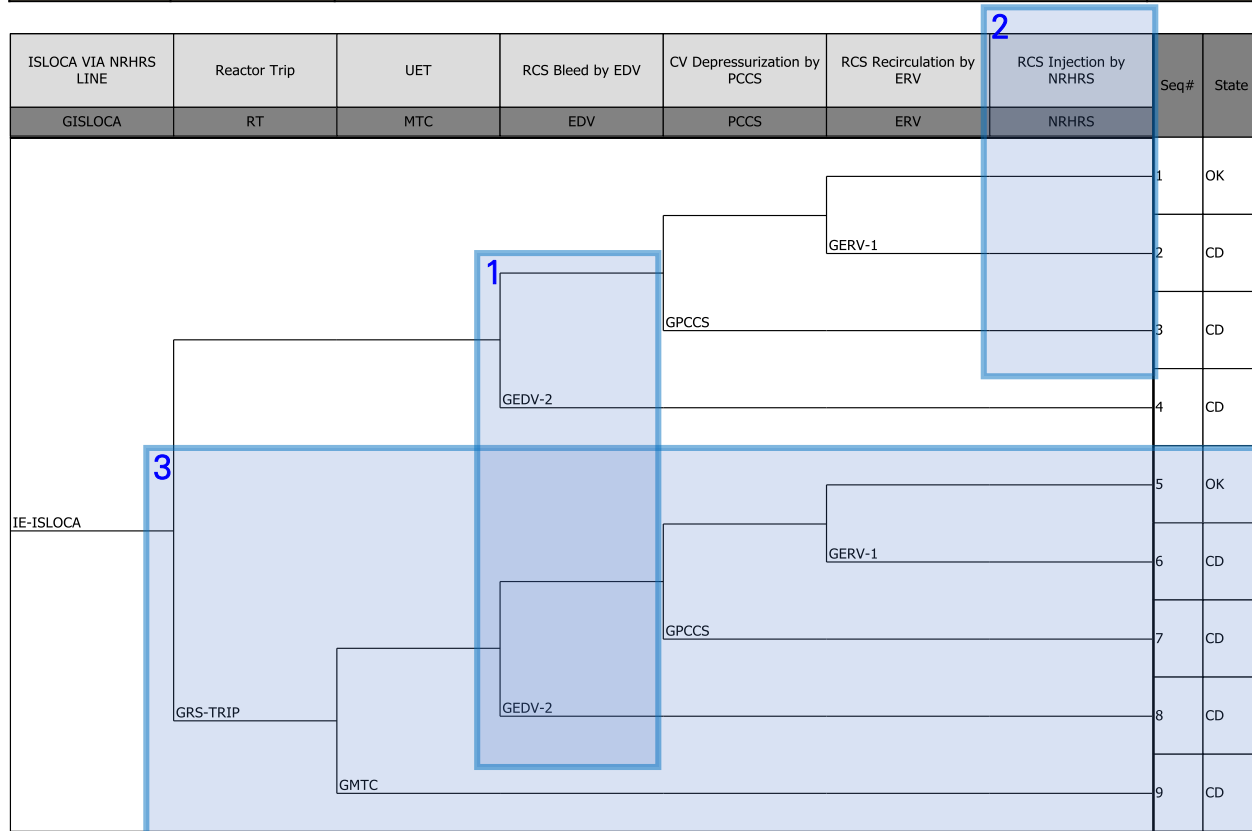 2
ISLOCA VIA NRHRS
LINE
Reactor Trip
UET
RCS Bleed by EDV
CV Depressurization by
PCCS
RCS Recirculation by
ERV
RCS Injection by
NRHRS
Seq#
State
GISLOCA
RT
MTC
EDV
PCCS
ERV
NRHRS
1
OK
GERV-1
2
CD
1
GPCCS
3
CD
GEDV-2
4
CD
3
5
OK
IE-ISLOCA
GERV-1
6
CD
GPCCS
7
CD
GRS-TRIP
GEDV-2
8
CD
GMTC
9
CD